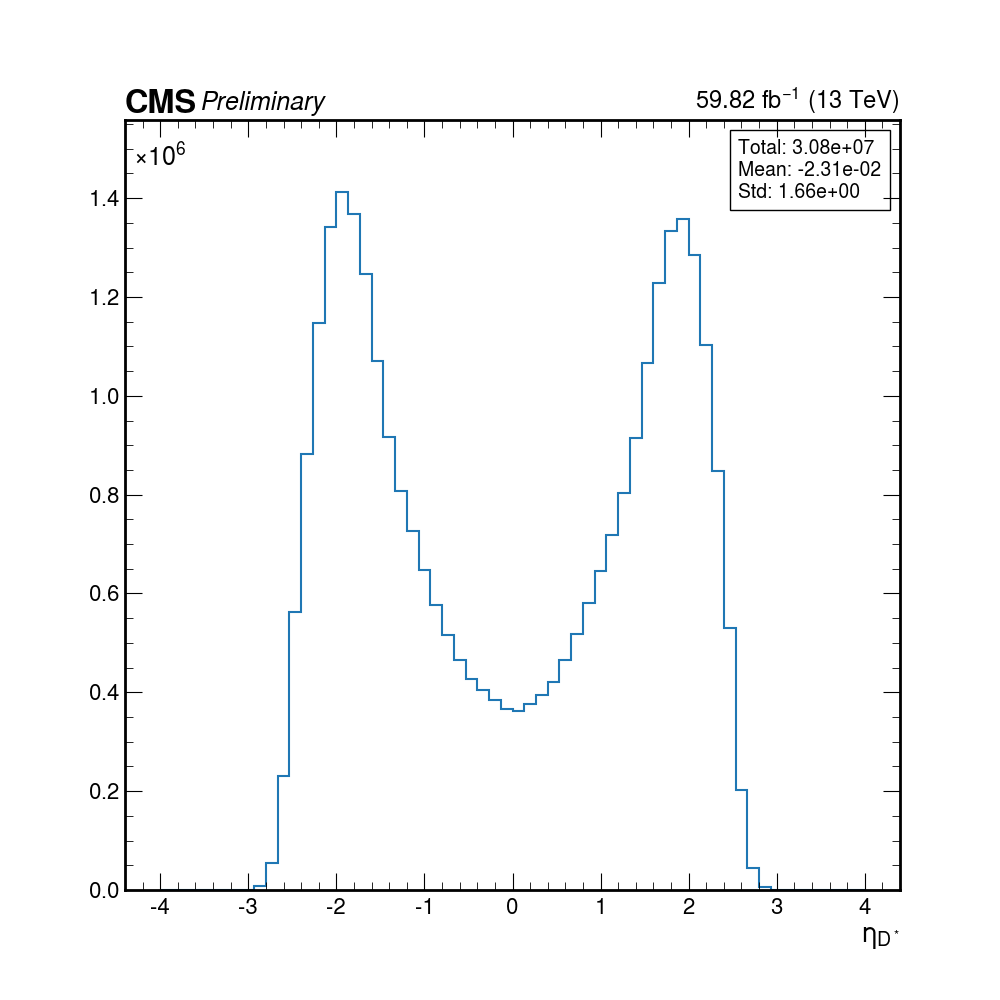 CMS Preliminary
59.82 fb⁻¹ (13 TeV)
×10⁶
Total: 3.08e+07
Mean: -2.31e-02
Std: 1.66e+00
1.4
1.2
1.0
0.8
0.6
0.4
0.2
0.0
-4 -3 -2 -1 0 1 2 3 4
η_D*